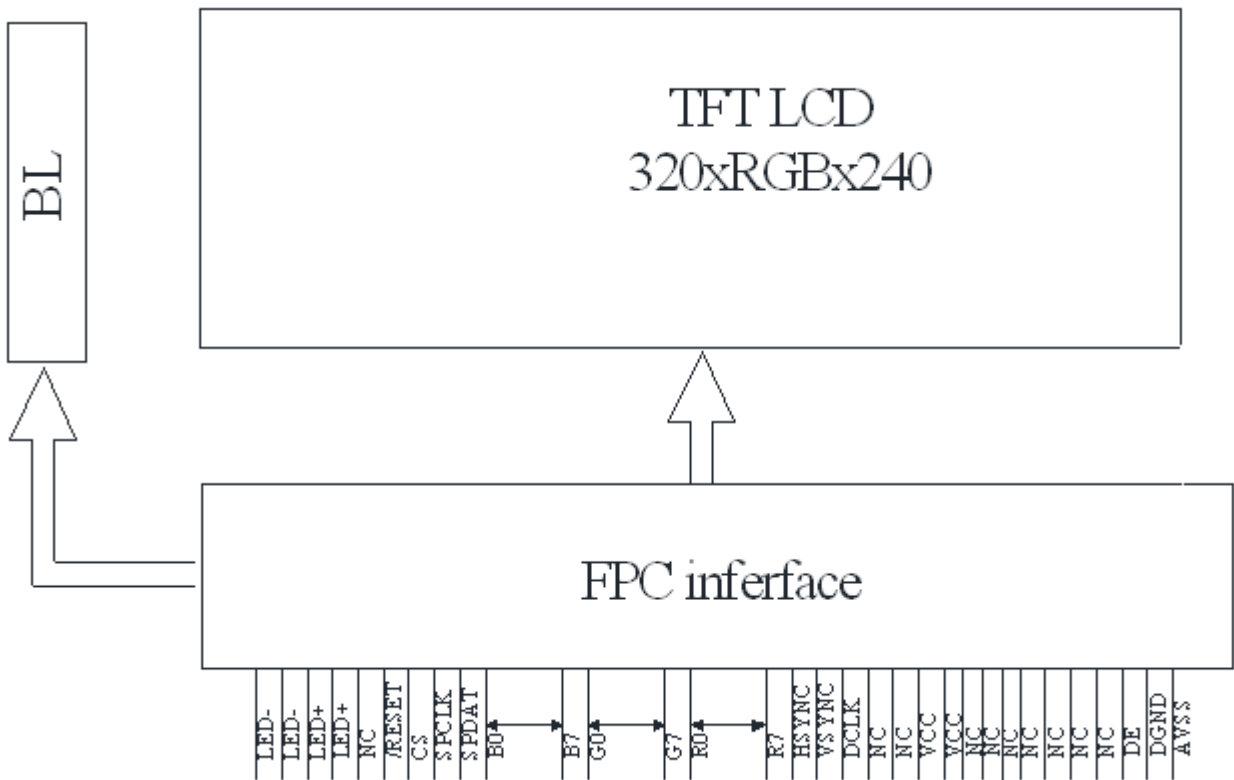 TFT LCD
320xRGBx240
BL
FPC inferface
LED-
LED-
LED+
LED+
NC
/RESET
CS
SPCLK
SPDAT
B0
B7
G0
G7
R0
R7
HSYNC
VSYNC
DCLK
NC
NC
VCC
VCC
NC
NC
NC
NC
NC
NC
NC
DE
DGND
AVSS